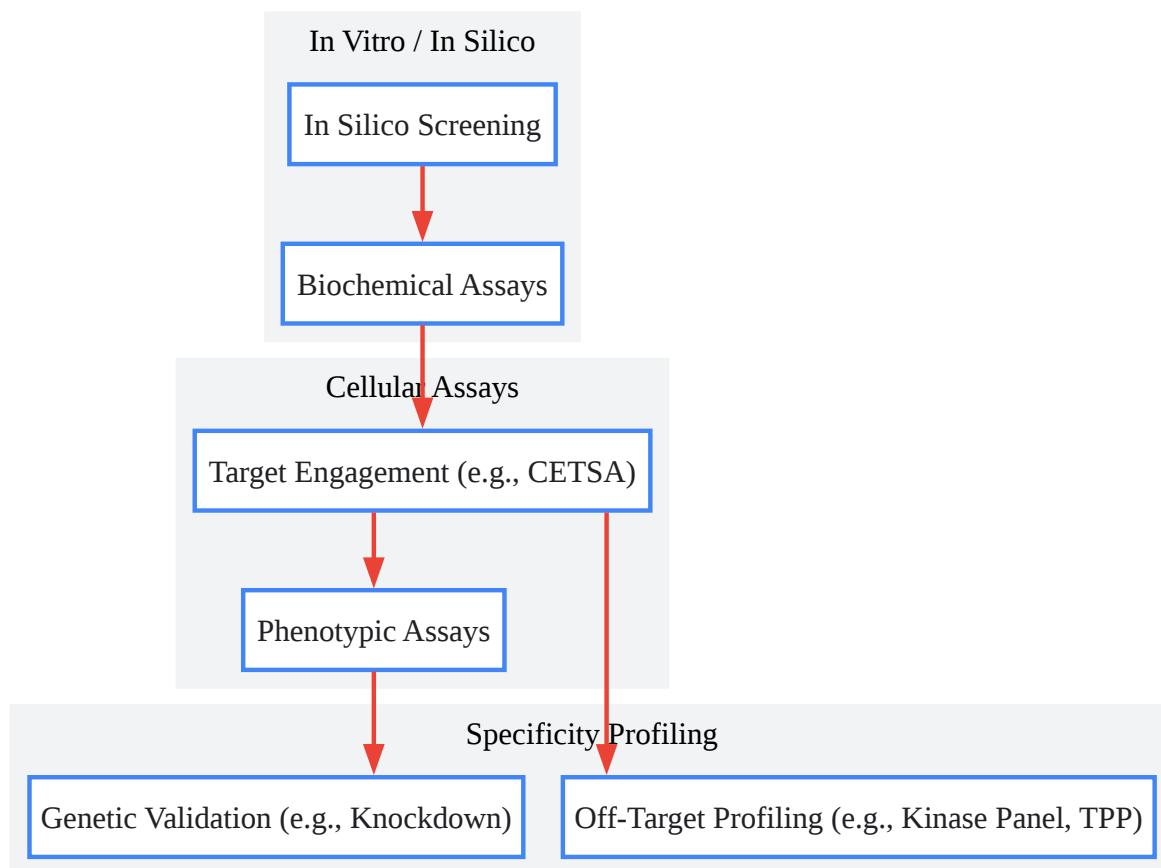 In Vitro / In Silico
In Silico Screening
Biochemical Assays
Cellular Assays
Target Engagement (e.g., CETSA)
Phenotypic Assays
Specificity Profiling
Genetic Validation (e.g., Knockdown)
Off-Target Profiling (e.g., Kinase Panel, TPP)